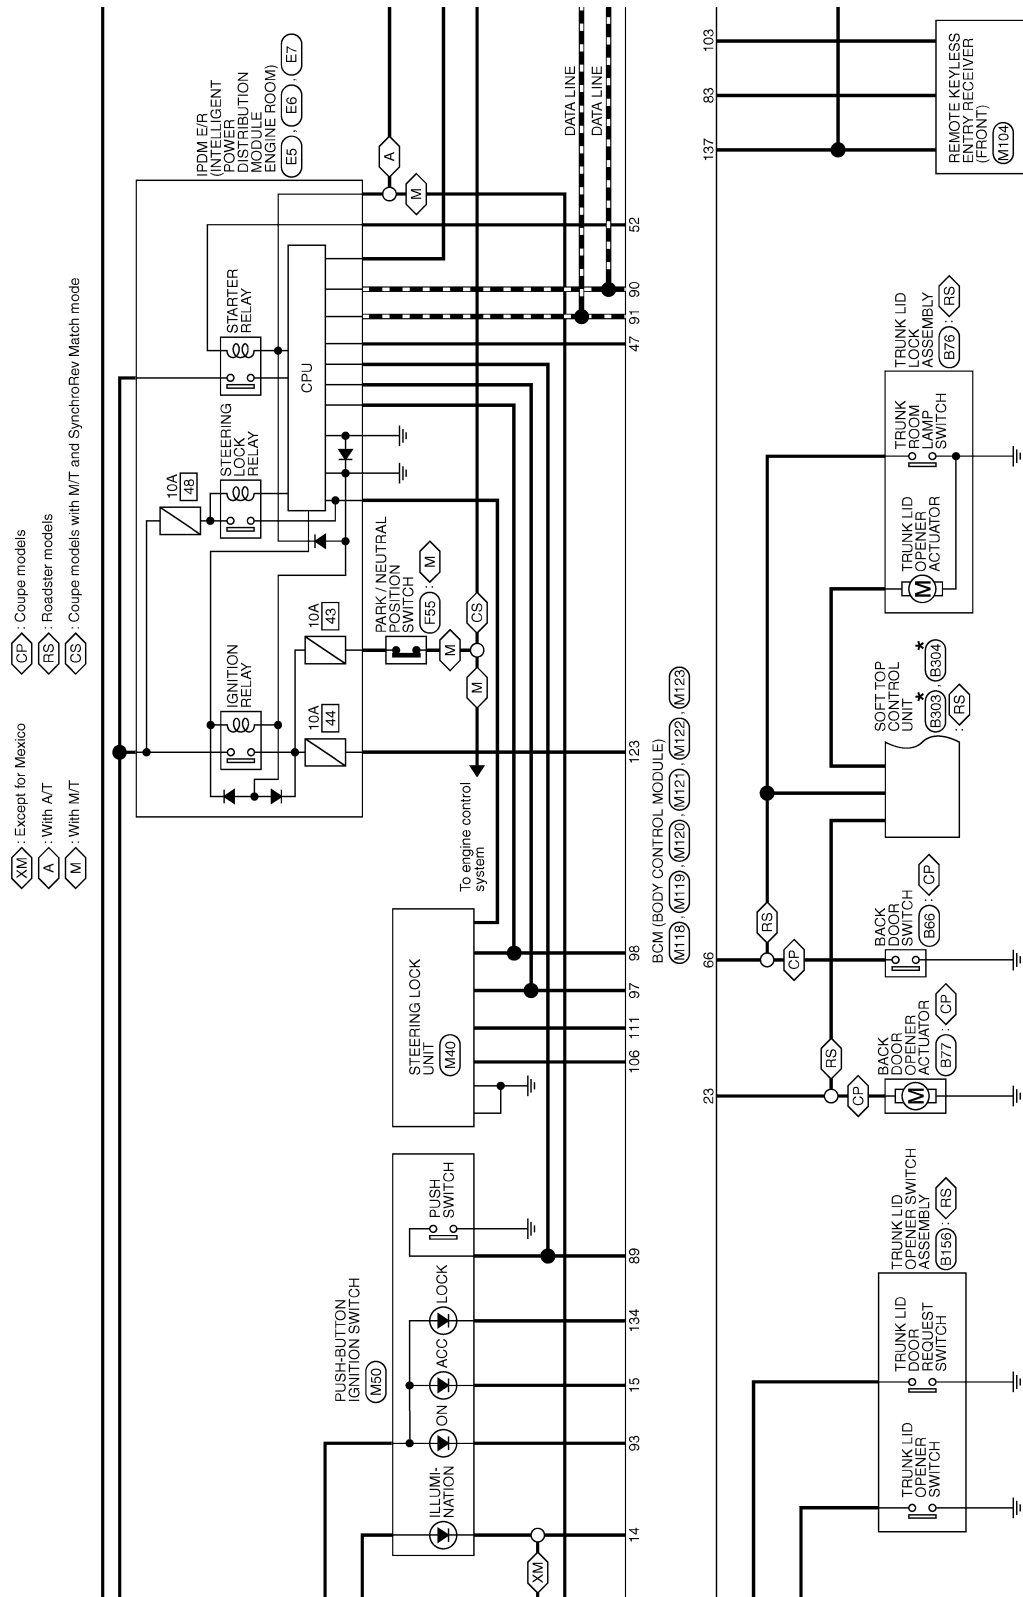 XM : Except for Mexico
A : With A/T
M : With M/T
CP : Coupe models
RS : Roadster models
CS : Coupe models with M/T and SynchroRev Match mode
IPDM E/R
(INTELLIGENT
POWER
DISTRIBUTION
MODULE
ENGINE ROOM)
E5 , E6 , E7
IGNITION
RELAY
10A
44
10A
43
10A
48
STEERING
LOCK
RELAY
STARTER
RELAY
CPU
A
M
PARK / NEUTRAL
POSITION
SWITCH
F55 : M
M
M
CS
To engine control
system
DATA LINE
DATA LINE
STEERING LOCK
UNIT
M40
PUSH-BUTTON
IGNITION SWITCH
M50
ILLUMI-
NATION
ON
ACC
LOCK
PUSH
SWITCH
XM
14
93
15
134
89
106
111
97
98
123
47
91
90
52
BCM (BODY CONTROL MODULE)
M118 , M119 , M120 , M121 , M122 , M123
23
66
137
83
103
RS
CP
RS
CP
TRUNK LID
OPENER SWITCH
ASSEMBLY
B156 : RS
TRUNK LID
OPENER
SWITCH
TRUNK LID
DOOR
REQUEST
SWITCH
BACK
DOOR
OPENER
ACTUATOR
B77 : CP
M
BACK
DOOR
SWITCH
B66 : CP
SOFT TOP
CONTROL
UNIT
*B303 , *B304
: RS
TRUNK LID
LOCK
ASSEMBLY
B76 : RS
TRUNK LID
OPENER
ACTUATOR
M
TRUNK
ROOM
LAMP
SWITCH
REMOTE KEYLESS
ENTRY RECEIVER
(FRONT)
M104